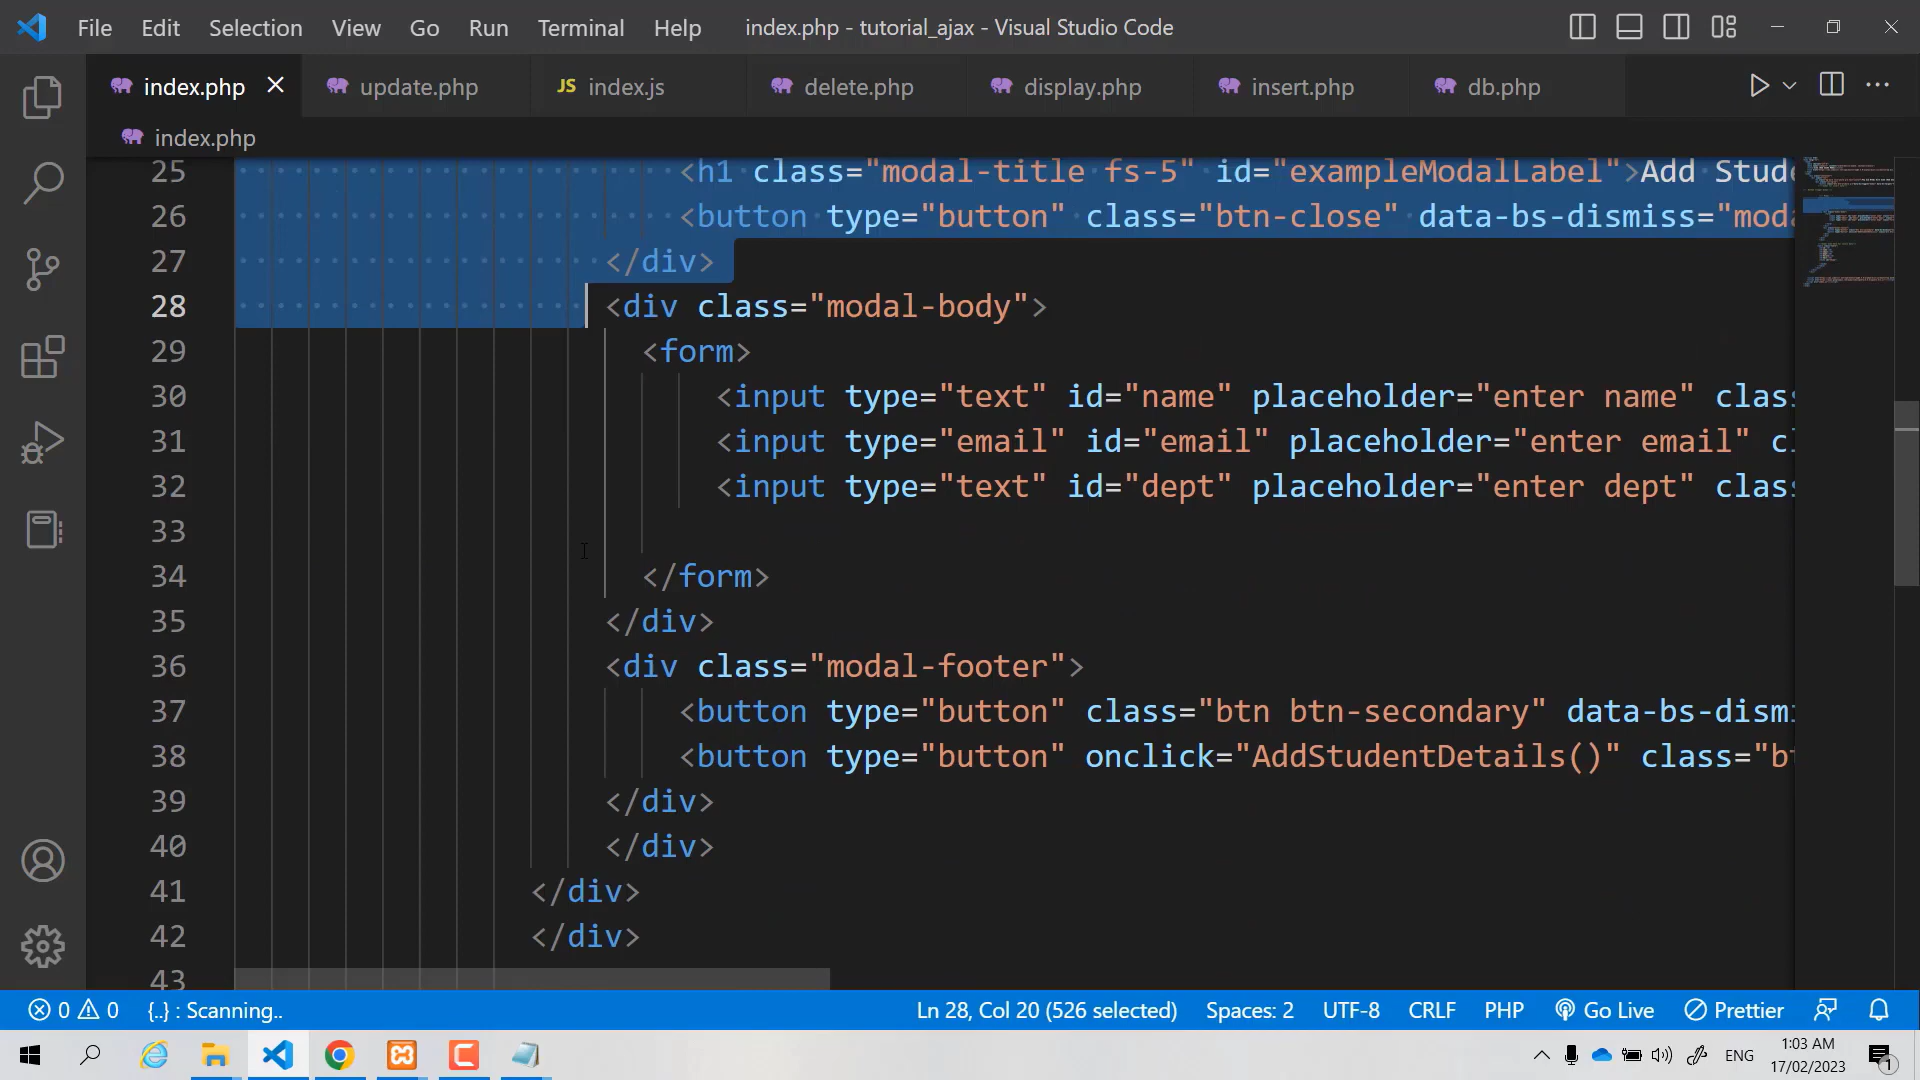 File Edit Selection View Go Run Terminal Help index.php - tutorial_ajax - Visual Studio Code
index.php update.php JS index.js delete.php display.php insert.php db.php
index.php
25 <h1 class="modal-title fs-5" id="exampleModalLabel">Add Stude
26 <button type="button" class="btn-close" data-bs-dismiss="moda
27 </div>
28 <div class="modal-body">
29 <form>
30 <input type="text" id="name" placeholder="enter name" clas
31 <input type="email" id="email" placeholder="enter email" cl
32 <input type="text" id="dept" placeholder="enter dept" clas
33
34 </form>
35 </div>
36 <div class="modal-footer">
37 <button type="button" class="btn btn-secondary" data-bs-dism
38 <button type="button" onclick="AddStudentDetails()" class="bt
39 </div>
40 </div>
41 </div>
42 </div>
43
0 0 {..} : Scanning.. Ln 28, Col 20 (526 selected) Spaces: 2 UTF-8 CRLF PHP Go Live Prettier
ENG 1:03 AM 1
17/02/2023